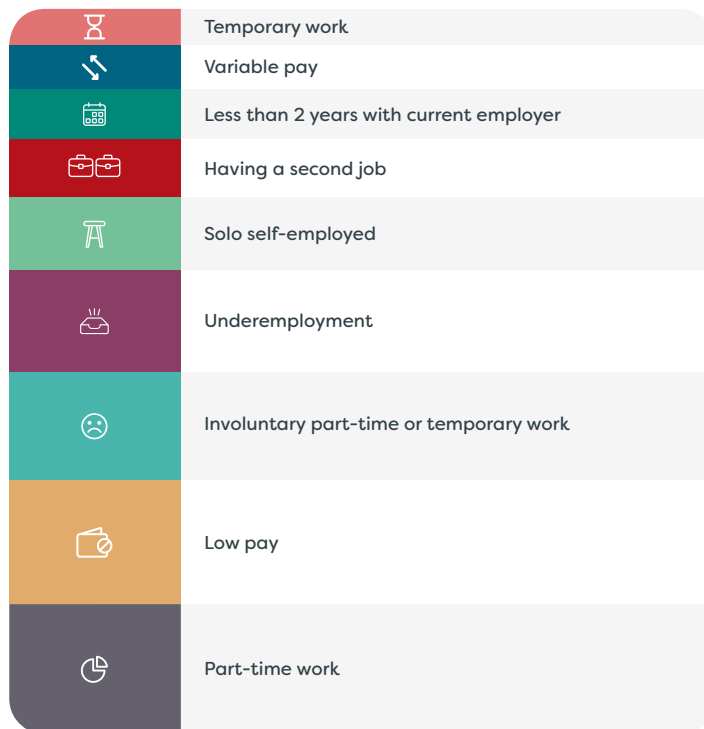 Temporary work
Variable pay
Less than 2 years with current employer
Having a second job
Solo self-employed
Underemployment
Involuntary part-time or temporary work
Low pay
Part-time work